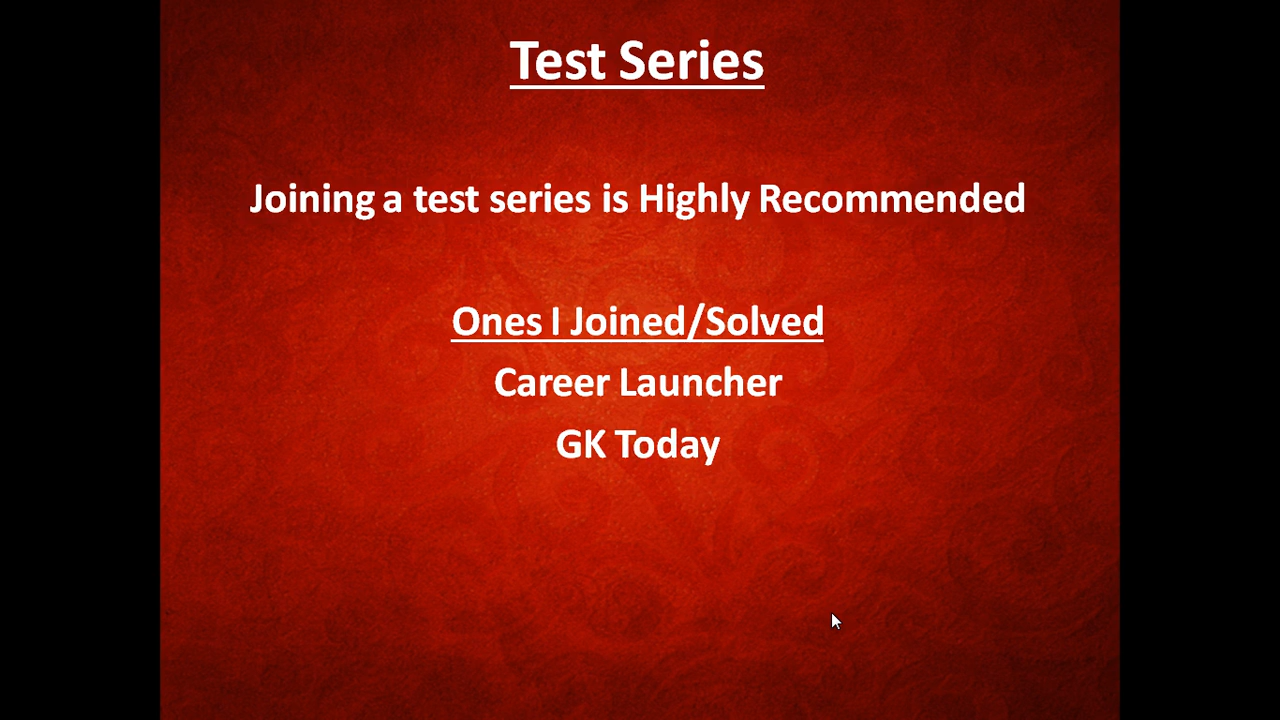 Test Series
Joining a test series is Highly Recommended
Ones I Joined/Solved
Career Launcher
GK Today